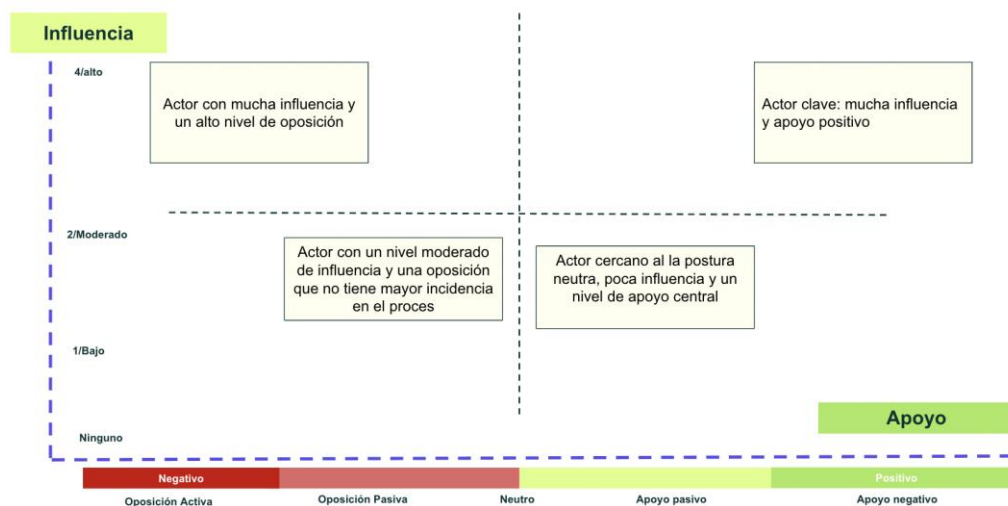 Influencia
4/alto
Actor con mucha influencia y
un alto nivel de oposición
Actor clave: mucha influencia
y apoyo positivo
2/Moderado
Actor con un nivel moderado
de influencia y una oposición
que no tiene mayor incidencia
en el proces
Actor cercano al la postura
neutra, poca influencia y un
nivel de apoyo central
1/Bajo
Apoyo
Ninguno
Negativo
Positivo
Oposición Activa
Oposición Pasiva
Neutro
Apoyo pasivo
Apoyo negativo